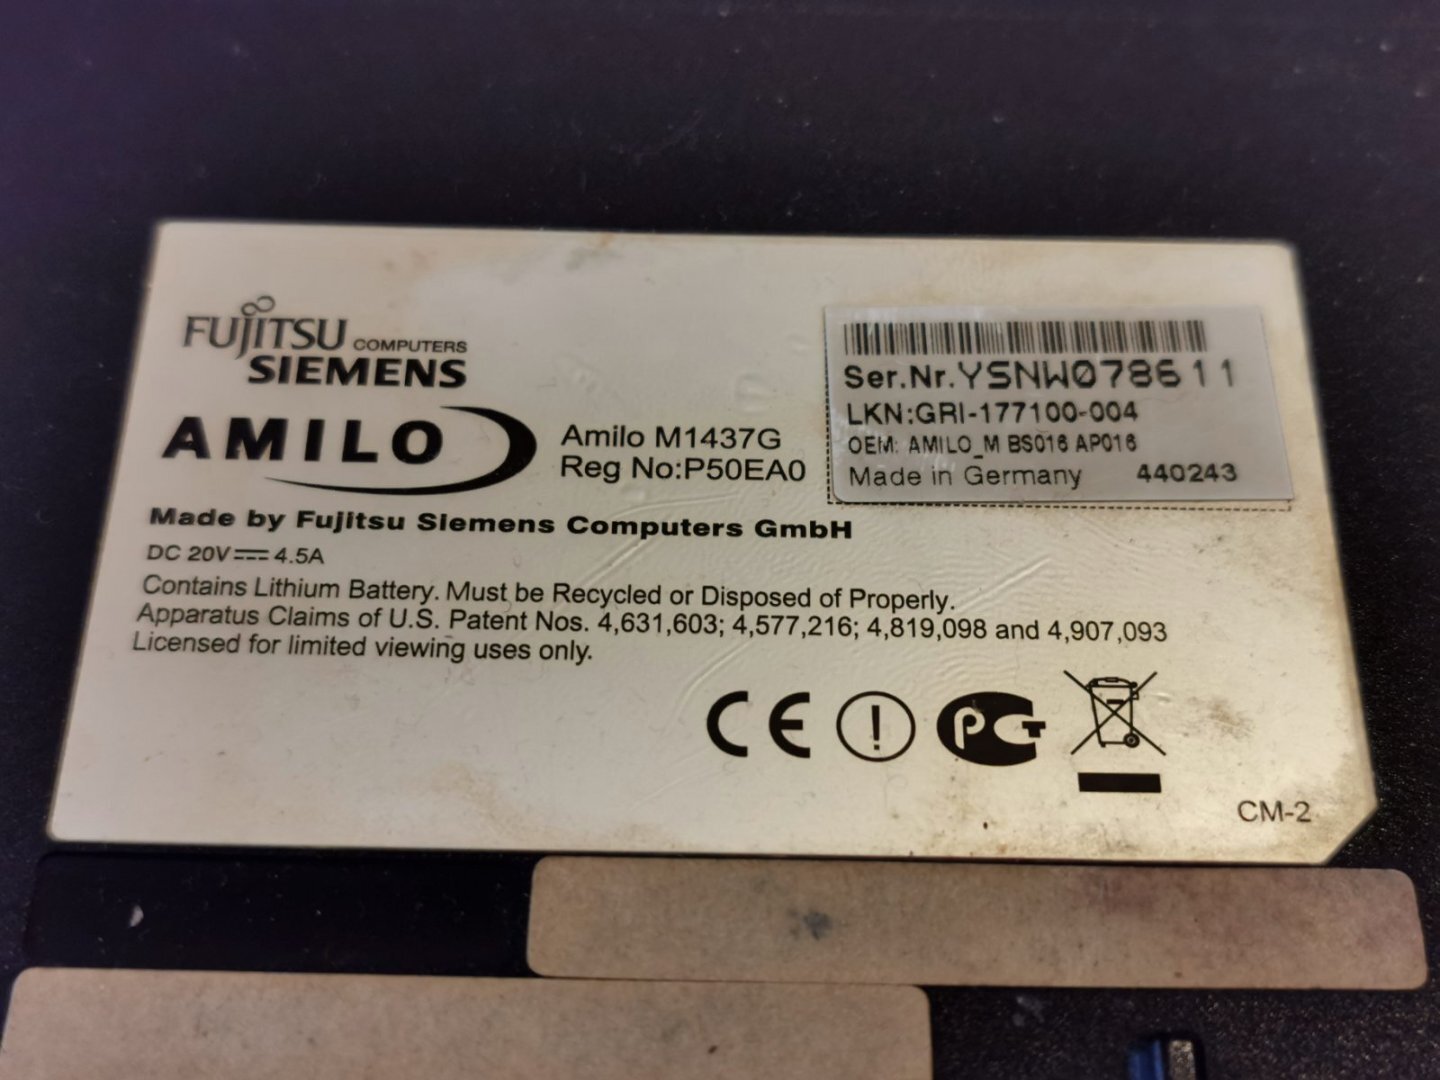 FUJITSU COMPUTERS
SIEMENS
AMILO
Amilo M1437G
Reg No:P50EA0
Ser.Nr.YSNW078611
LKN:GRI-177100-004
OEM: AMILO_M BS016 AP016
Made in Germany 440243
Made by Fujitsu Siemens Computers GmbH
DC 20V⎓4.5A
Contains Lithium Battery. Must be Recycled or Disposed of Properly.
Apparatus Claims of U.S. Patent Nos. 4,631,603; 4,577,216; 4,819,098 and 4,907,093
Licensed for limited viewing uses only.
CE ! РСТ
CM-2